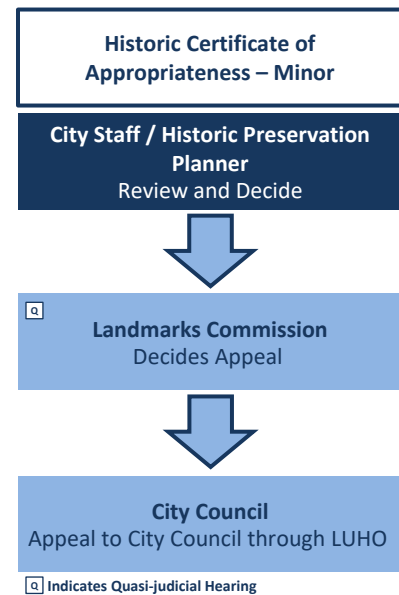 Historic Certificate of
Appropriateness – Minor
City Staff / Historic Preservation
Planner
Review and Decide
Q
Landmarks Commission
Decides Appeal
City Council
Appeal to City Council through LUHO
Q Indicates Quasi-judicial Hearing